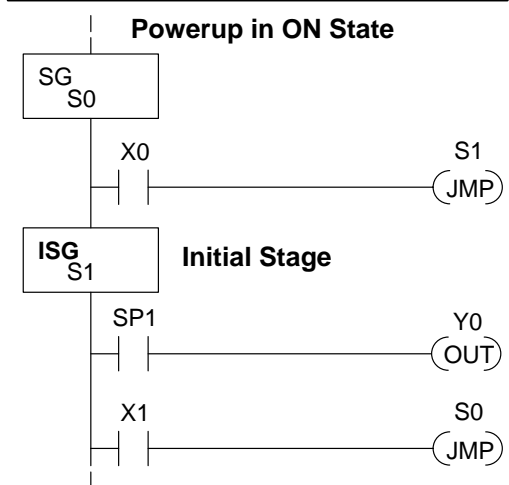 Powerup in ON State
SG
S0
X0
S1
JMP
ISG
S1
Initial Stage
SP1
Y0
OUT
X1
S0
JMP